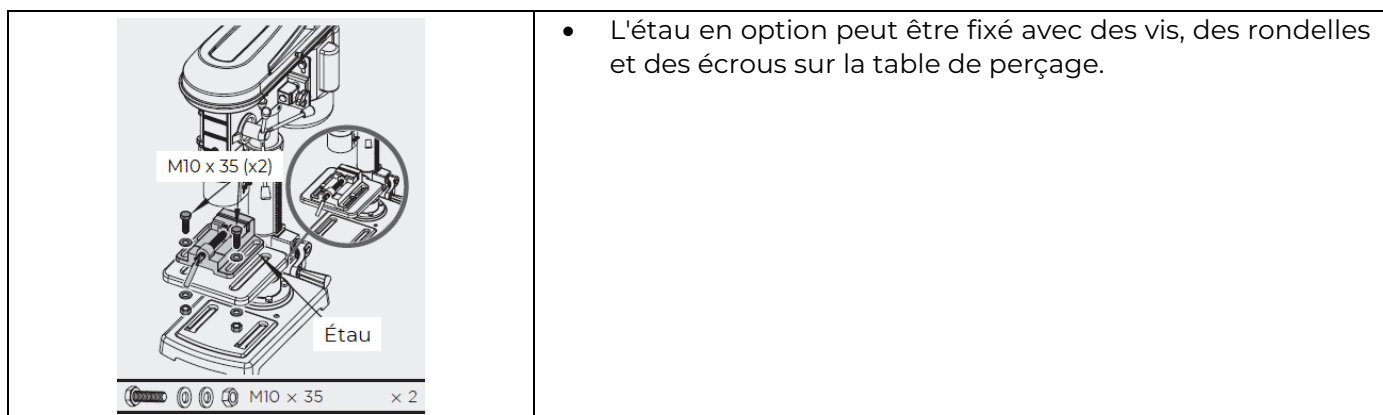 M10 x 35 (x2)
Étau
M10 × 35 × 2
• L'étau en option peut être fixé avec des vis, des rondelles
et des écrous sur la table de perçage.